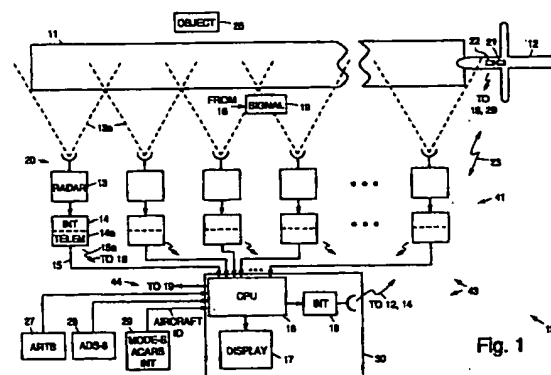 OBJECT
25
11
22 21 12
FROM
16
SIGNAL
19
TO
18, 29
13a
20
23
RADAR
13
INT
14
TELEM
14a
15a
TO 18
15
41
44
TO 19
CPU
16
INT
18
TO 12, 14
43
AIRCRAFT
ID
27
ARTS
28
ADS-B
29
MODE-S
ACARS
INT
DISPLAY
17
30
Fig. 1